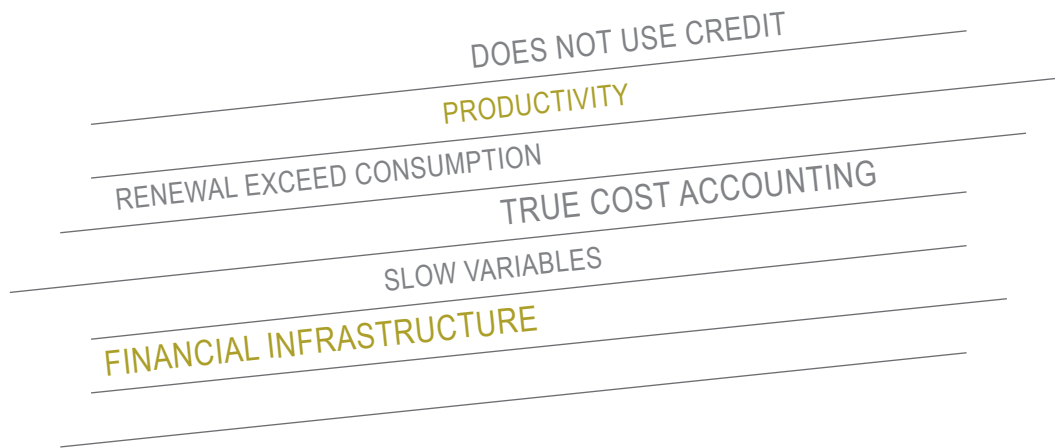 DOES NOT USE CREDIT
PRODUCTIVITY
RENEWAL EXCEED CONSUMPTION
TRUE COST ACCOUNTING
SLOW VARIABLES
FINANCIAL INFRASTRUCTURE